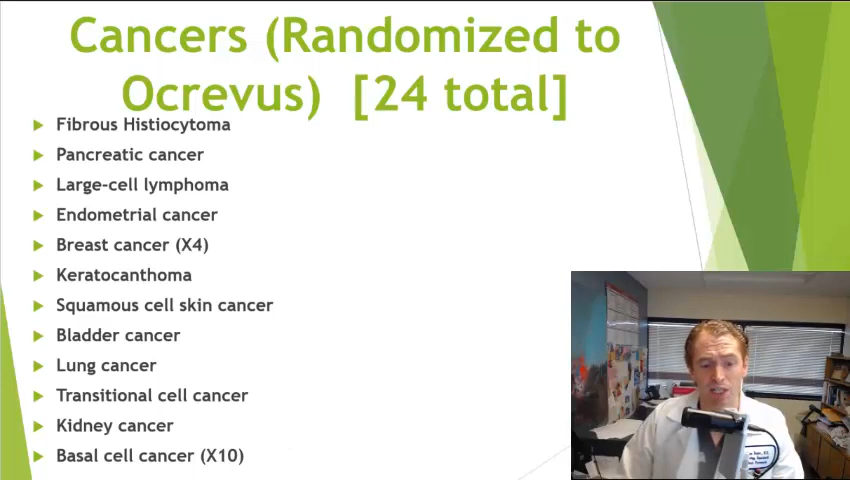 Cancers (Randomized to
Ocrevus) [24 total]
Fibrous Histiocytoma
Pancreatic cancer
Large-cell lymphoma
Endometrial cancer
Breast cancer (X4)
Keratocanthoma
Squamous cell skin cancer
Bladder cancer
Lung cancer
Transitional cell cancer
Kidney cancer
Basal cell cancer (X10)